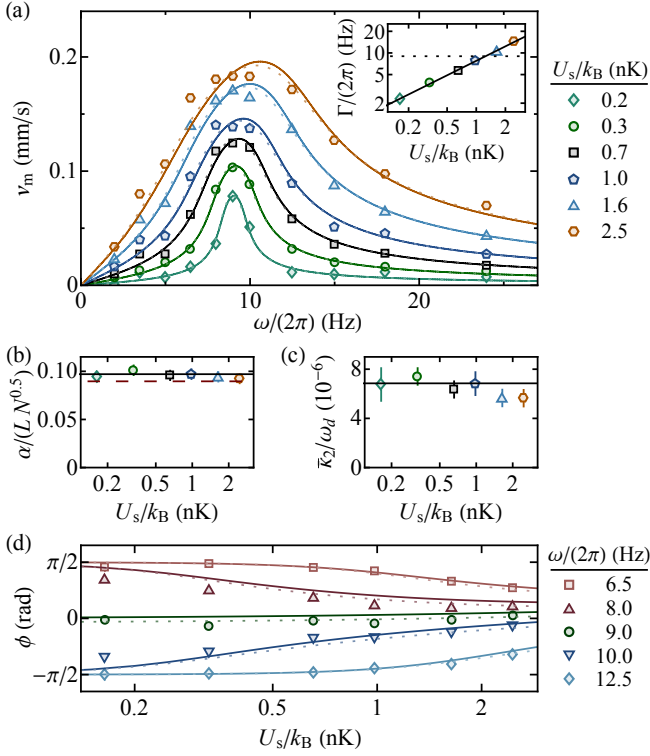 (a)
0.2
0.1
0
v_m (mm/s)
0 10 20
ω/(2π) (Hz)
Γ/(2π) (Hz)
20
10
5
2
0.2 0.5 1 2
U_s/k_B (nK)
U_s/k_B (nK)
0.2
0.3
0.7
1.0
1.6
2.5
(b)
α/(L N^0.5)
0.10
0.05
0.00
0.2 0.5 1 2
U_s/k_B (nK)
(c)
κ̄_2/ω_d (10^-6)
8
4
0
0.2 0.5 1 2
U_s/k_B (nK)
(d)
ϕ (rad)
π/2
0
−π/2
0.2 0.5 1 2
U_s/k_B (nK)
ω/(2π) (Hz)
6.5
8.0
9.0
10.0
12.5